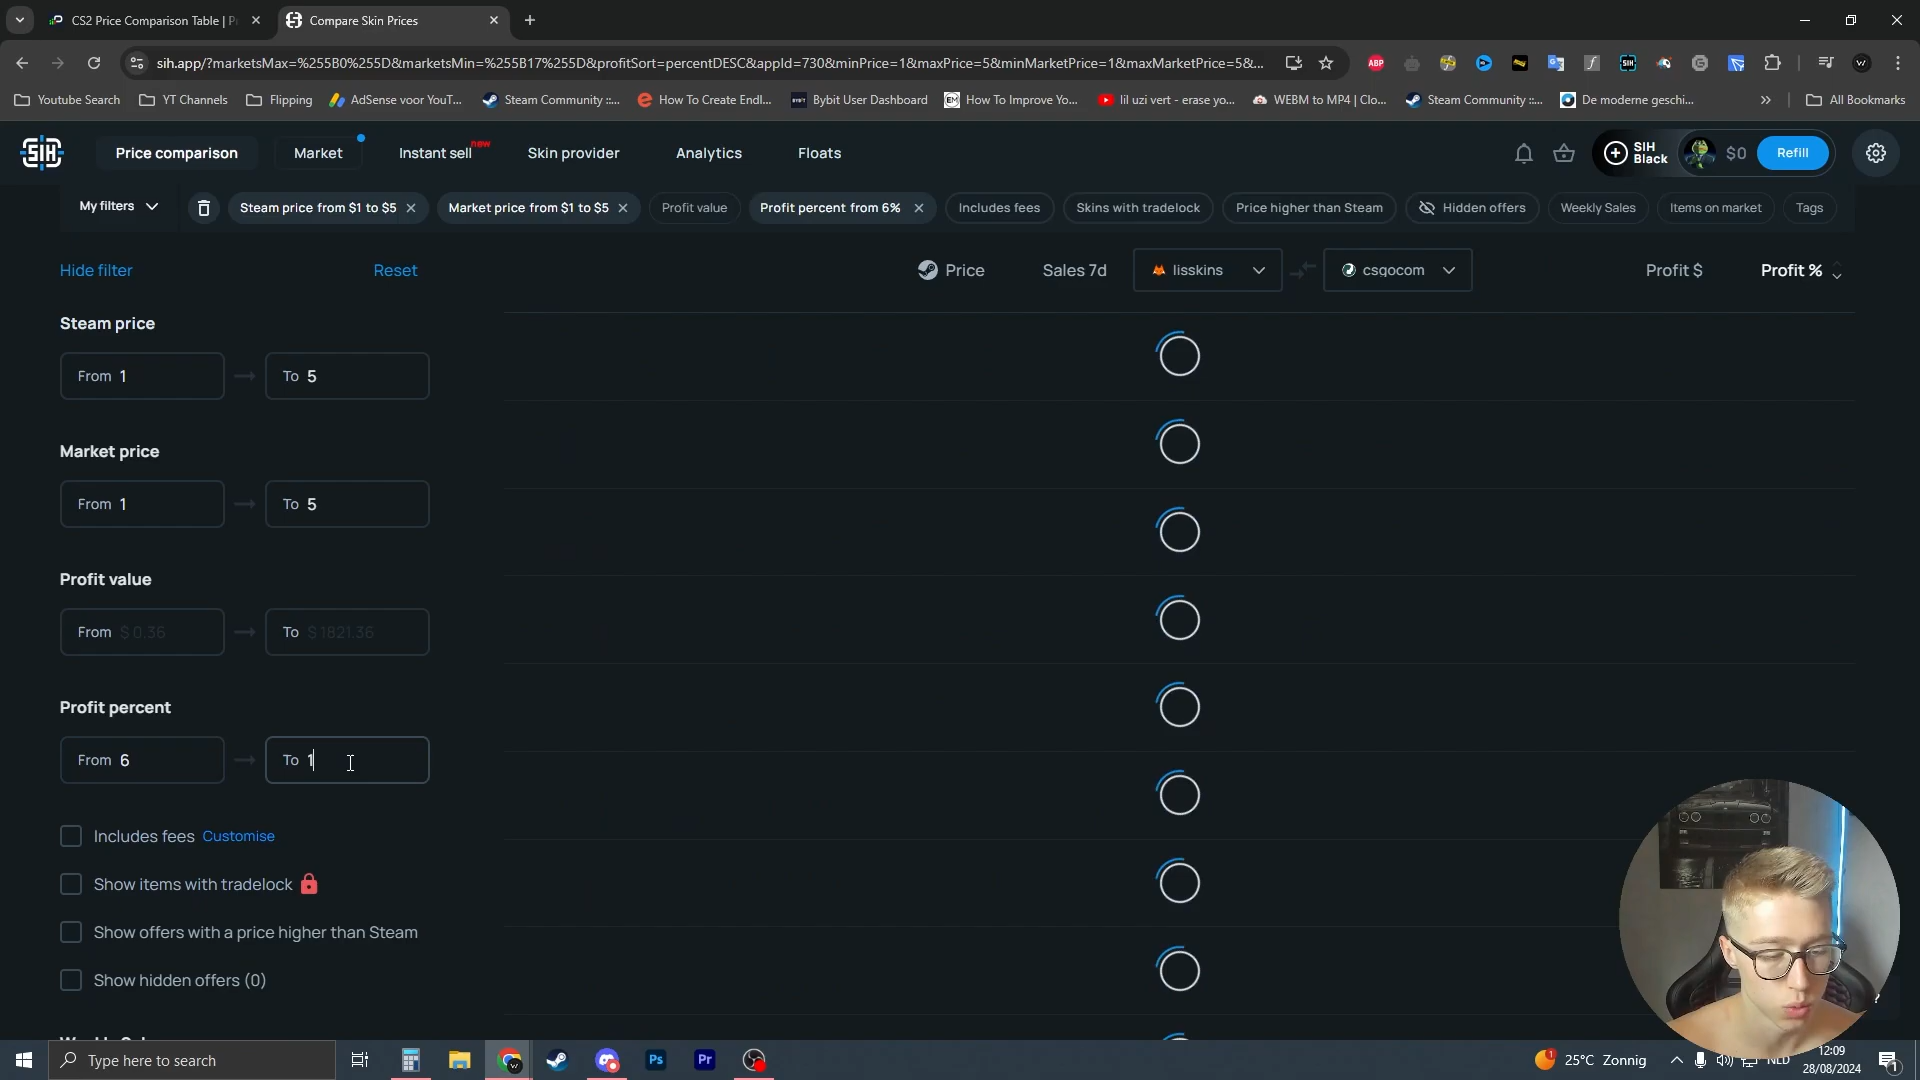 CS2 Price Comparison Table | P
Compare Skin Prices
sih.app/?marketsMax=%255B0%255D&marketsMin=%255B17%255D&profitSort=percentDESC&appId=730&minPrice=1&maxPrice=5&minMarketPrice=1&maxMarketPrice=5&...
Youtube Search
YT Channels
Flipping
AdSense voor YouT...
Steam Community ::...
How To Create Endl...
Bybit User Dashboard
How To Improve Yo...
lil uzi vert - erase yo...
WEBM to MP4 | Clo...
Steam Community ::...
De moderne geschi...
All Bookmarks
SIH
Price comparison
Market
Instant sell
new
Skin provider
Analytics
Floats
SIH Black
$0
Refill
My filters
Steam price from $1 to $5
Market price from $1 to $5
Profit value
Profit percent from 6%
Includes fees
Skins with tradelock
Price higher than Steam
Hidden offers
Weekly Sales
Items on market
Tags
Hide filter
Reset
Price
Sales 7d
lisskins
csgocom
Profit $
Profit %
Steam price
From 1
To 5
Market price
From 1
To 5
Profit value
From $ 0.36
To $ 1821.36
Profit percent
From 6
To 1
Includes fees Customise
Show items with tradelock
Show offers with a price higher than Steam
Show hidden offers (0)
Type here to search
Ps
Pr
25°C Zonnig
NLD
12:09
28/08/2024